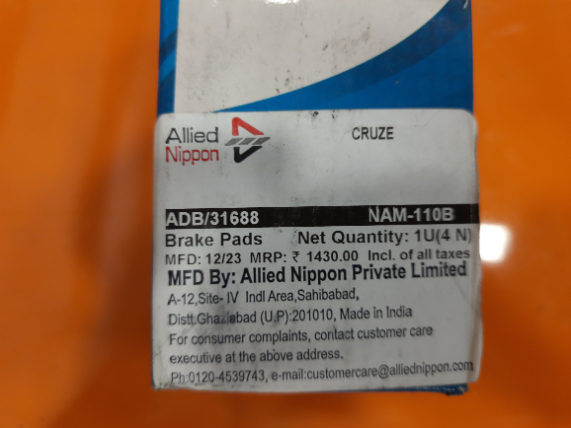 Allied
Nippon
CRUZE
ADB/31688 NAM-110B
Brake Pads Net Quantity: 1U(4 N)
MFD: 12/23 MRP: ₹ 1430.00 Incl. of all taxes
MFD By: Allied Nippon Private Limited
A-12,Site- IV Indl Area,Sahibabad,
Distt.Ghaziabad (U.P):201010, Made in India
For consumer complaints, contact customer care
executive at the above address.
Ph:0120-4539743, e-mail:customercare@alliednippon.com